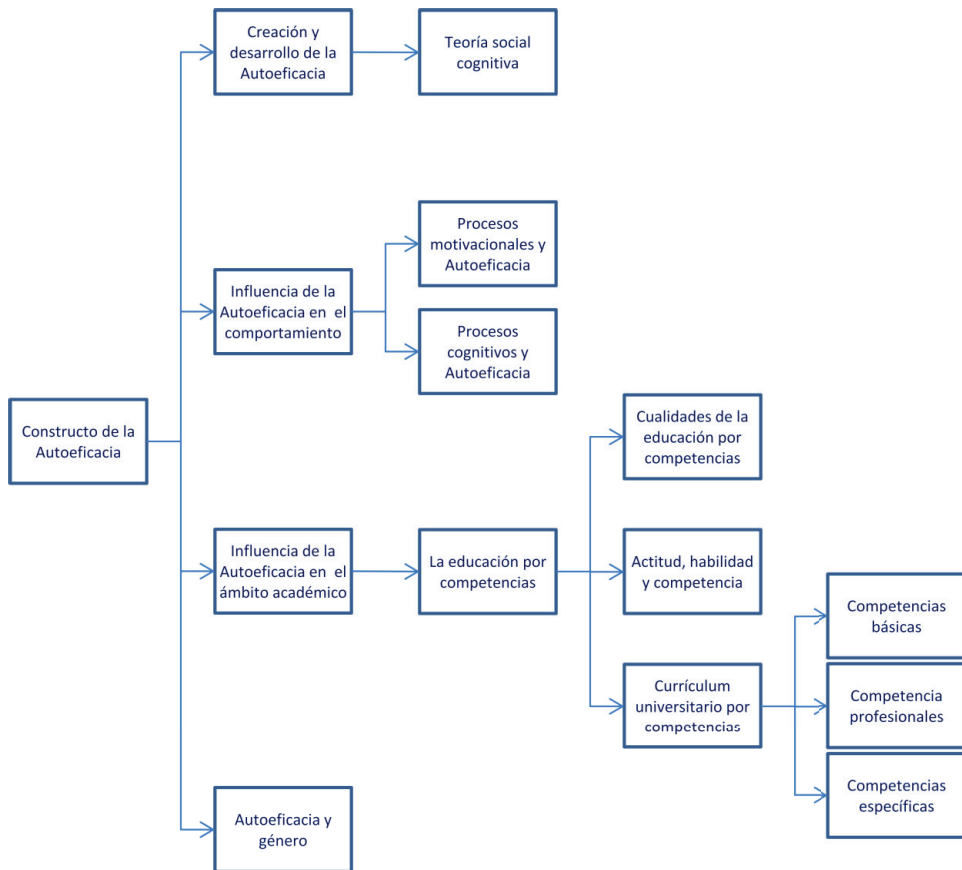 Creación y
desarrollo de la
Autoeficacia
Teoría social
cognitiva
Procesos
motivacionales y
Autoeficacia
Influencia de la
Autoeficacia en  el
comportamiento
Procesos
cognitivos y
Autoeficacia
Constructo de la
Autoeficacia
Cualidades de la
educación por
competencias
Influencia de la
Autoeficacia en  el
ámbito académico
La educación por
competencias
Actitud, habilidad
y competencia
Competencias
básicas
Currículum
universitario por
competencias
Competencia
profesionales
Competencias
específicas
Autoeficacia y
género